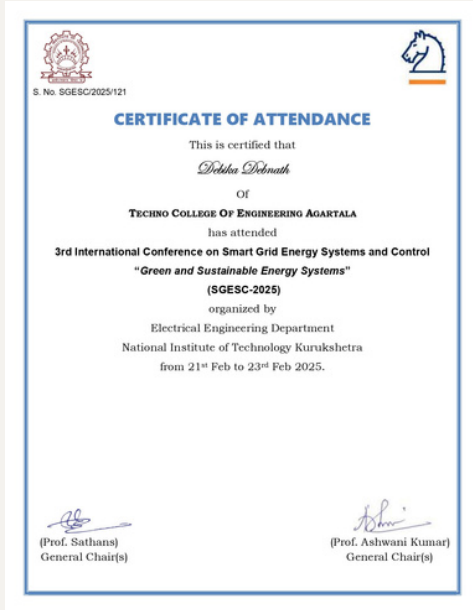 S. No. SGESC/2025/121
CERTIFICATE OF ATTENDANCE
This is certified that
Debika Debnath
Of
TECHNO COLLEGE OF ENGINEERING AGARTALA
has attended
3rd International Conference on Smart Grid Energy Systems and Control
“Green and Sustainable Energy Systems”
(SGESC-2025)
organized by
Electrical Engineering Department
National Institute of Technology Kurukshetra
from 21st Feb to 23rd Feb 2025.
(Prof. Sathans)
General Chair(s)
(Prof. Ashwani Kumar)
General Chair(s)